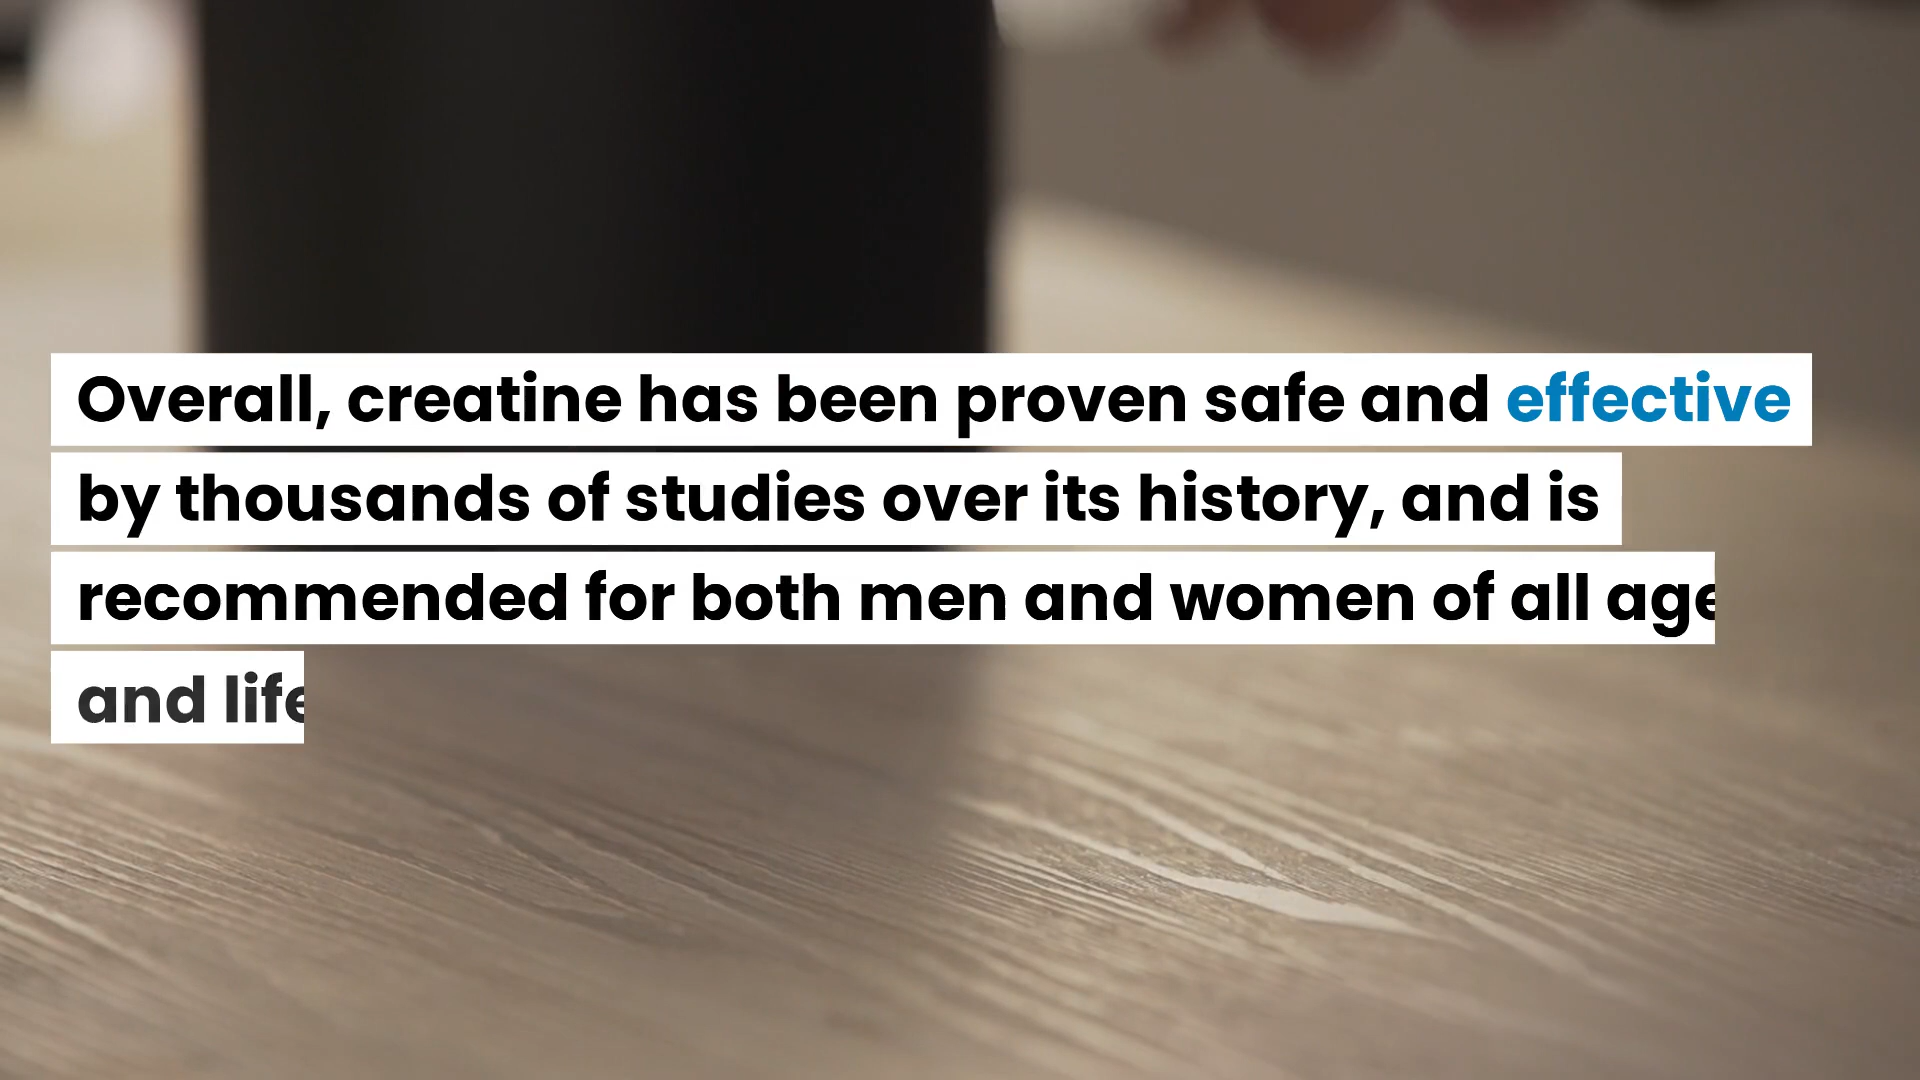 Overall, creatine has been proven safe and effective
by thousands of studies over its history, and is
recommended for both men and women of all age
and life